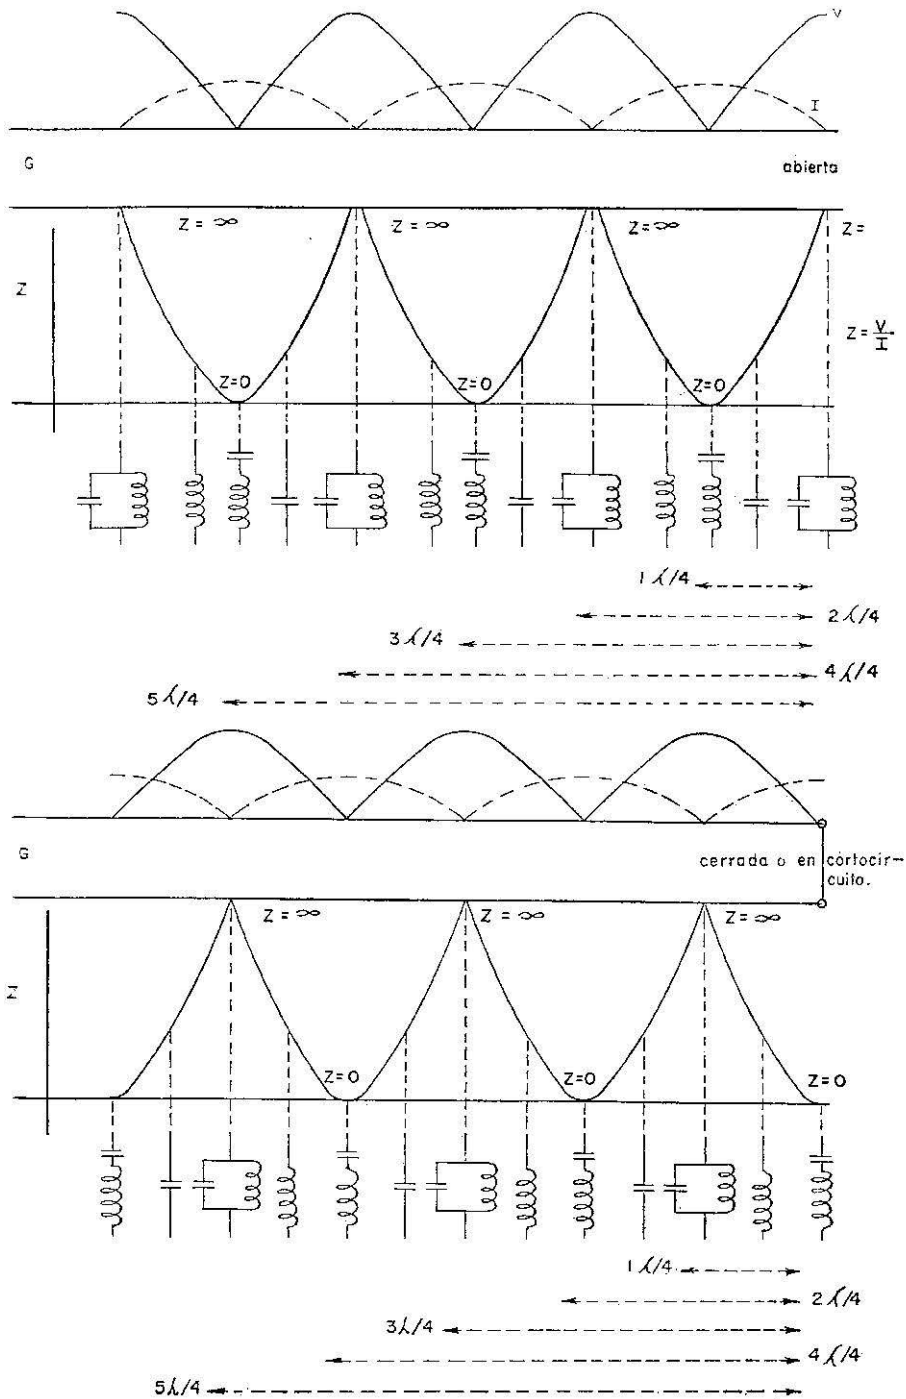 V
I
G
abierta
Z = ∞
Z = ∞
Z = ∞
Z =
Z
Z = V/I
Z=0
Z=0
Z=0
1 λ/4
2 λ/4
3 λ/4
4 λ/4
5 λ/4
G
cerrada o en córtocir-
cuito.
Z = ∞
Z = ∞
Z = ∞
Z
Z=0
Z=0
Z=0
1 λ/4
2 λ/4
3 λ/4
4 λ/4
5 λ/4